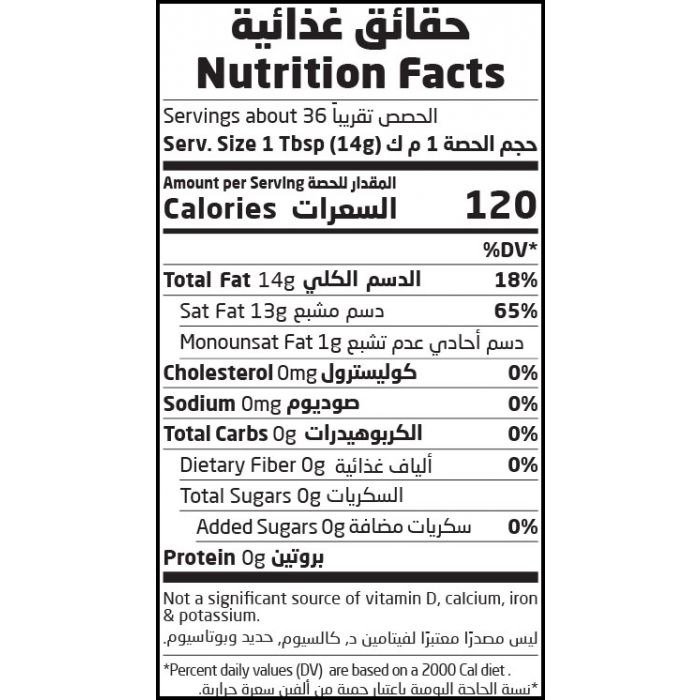 حقائق غذائية
Nutrition Facts
Servings about 36 الحصص تقريباً
Serv. Size 1 Tbsp (14g) حجم الحصة 1 م ك
Amount per Serving المقدار للحصة
Calories السعرات 120
%DV*
Total Fat 14g الدسم الكلي 18%
Sat Fat 13g دسم مشبع 65%
Monounsat Fat 1g دسم أحادي عدم تشبع
Cholesterol 0mg كوليسترول 0%
Sodium 0mg صوديوم 0%
Total Carbs 0g الكربوهيدرات 0%
Dietary Fiber 0g ألياف غذائية 0%
Total Sugars 0g السكريات
Added Sugars 0g سكريات مضافة 0%
Protein 0g بروتين
Not a significant source of vitamin D, calcium, iron
& potassium.
ليس مصدرًا معتبرًا لفيتامين د, كالسيوم, حديد وبوتاسيوم.
*Percent daily values (DV) are based on a 2000 Cal diet.
*نسبة الحاجة اليومية باعتبار حمية من ألفين سعرة حرارية.